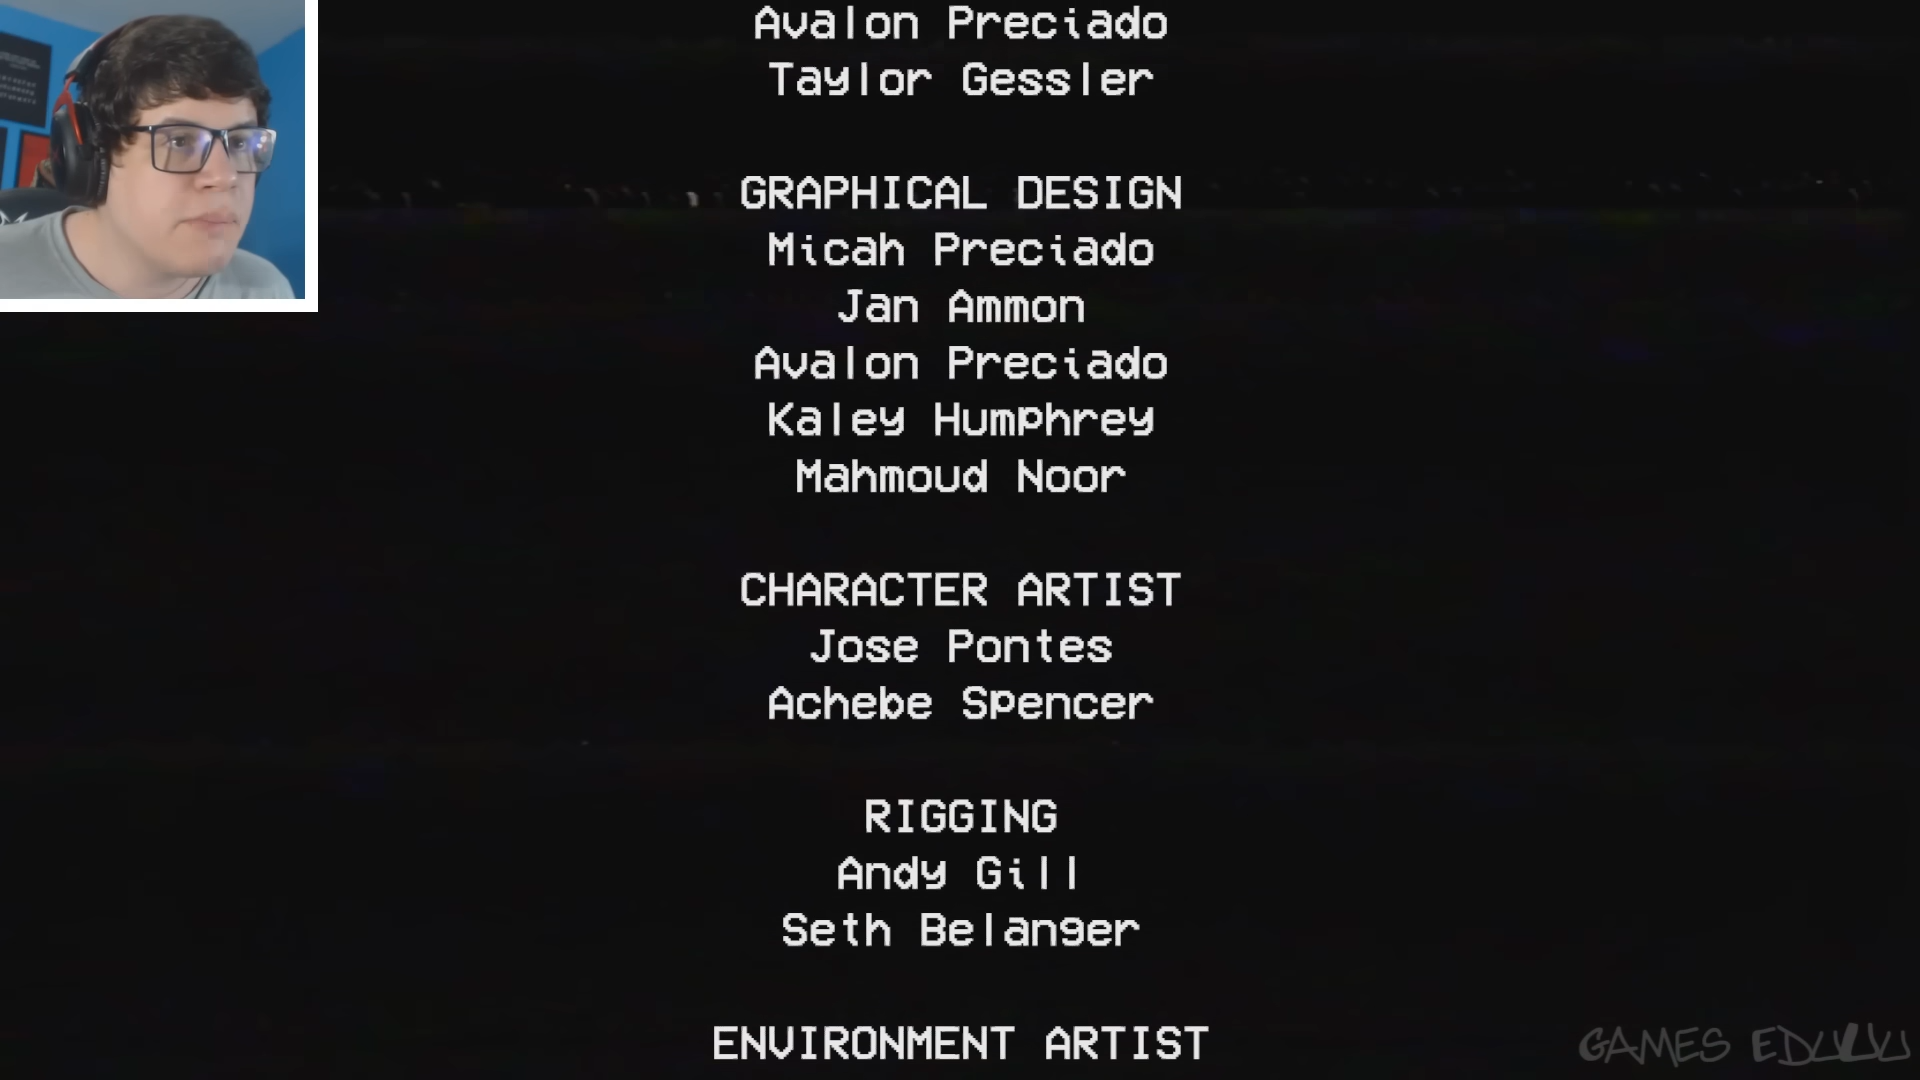 Avalon Preciado
Taylor Gessler
GRAPHICAL DESIGN
Micah Preciado
Jan Ammon
Avalon Preciado
Kaley Humphrey
Mahmoud Noor
CHARACTER ARTIST
Jose Pontes
Achebe Spencer
RIGGING
Andy Gill
Seth Belanger
ENVIRONMENT ARTIST
GAMES EDUUU